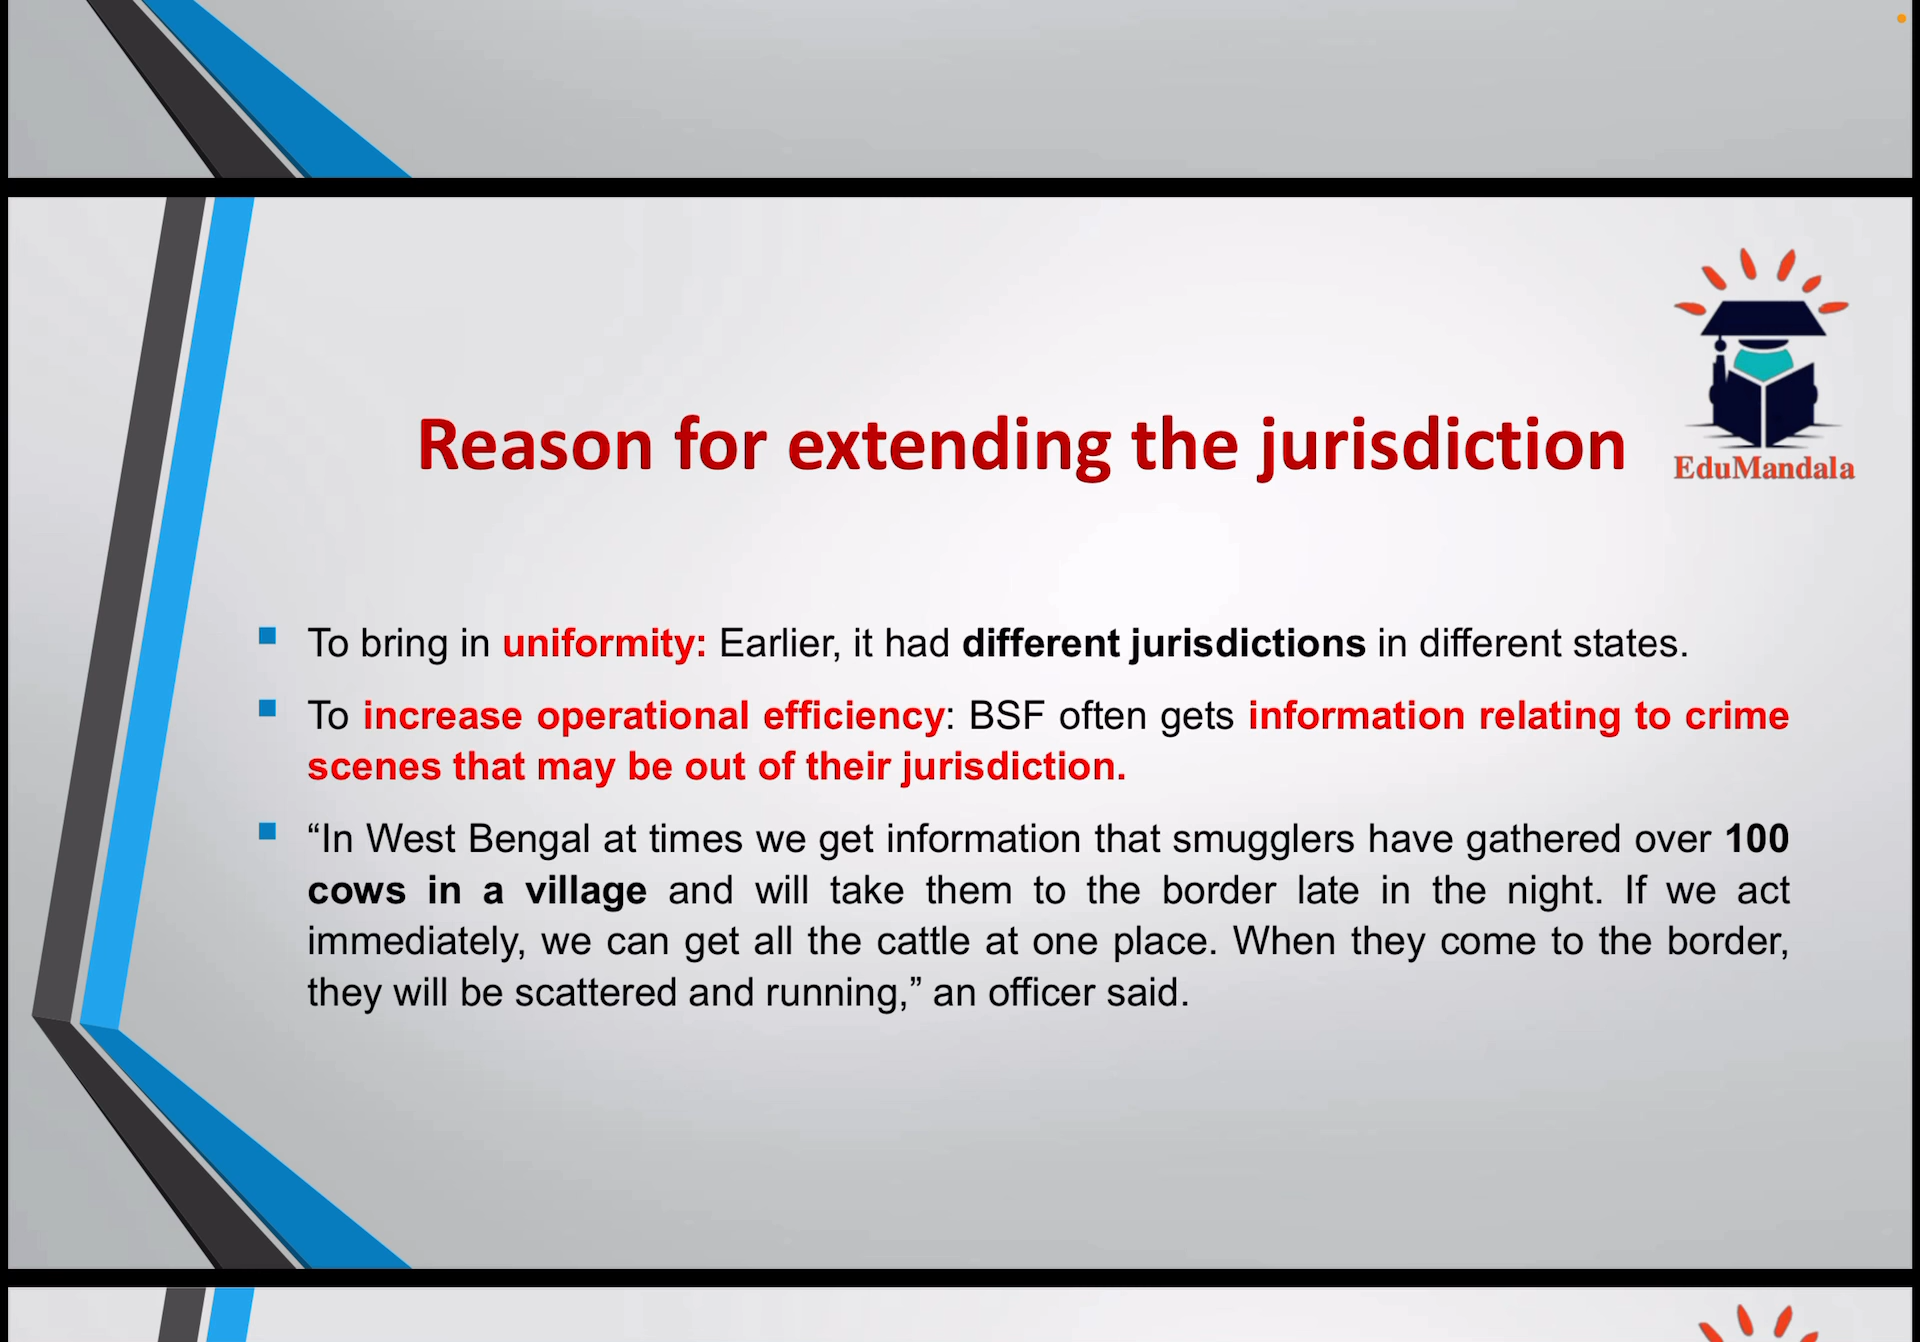 Reason for extending the jurisdiction
EduMandala
To bring in uniformity: Earlier, it had different jurisdictions in different states.
To increase operational efficiency: BSF often gets information relating to crime
scenes that may be out of their jurisdiction.
“In West Bengal at times we get information that smugglers have gathered over 100
cows in a village and will take them to the border late in the night. If we act
immediately, we can get all the cattle at one place. When they come to the border,
they will be scattered and running,” an officer said.